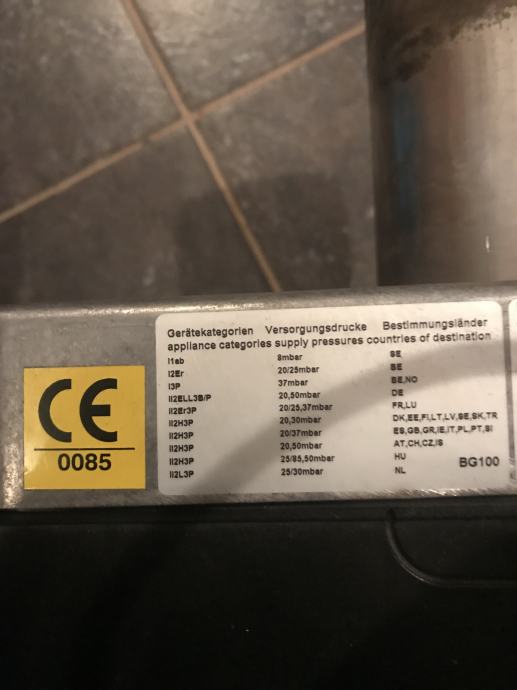 Gerätekategorien Versorgungsdrucke Bestimmungsländer
appliance categories supply pressures countries of destination
I1ab 8mbar SE
I2Er 20/25mbar BE
I3P 37mbar BE,NO
II2ELL3B/P 20,50mbar DE
II2Er3P 20/25,37mbar FR,LU
II2H3P 20,30mbar DK,EE,FI,LT,LV,SE,SK,TR
II2H3P 20/37mbar ES,GB,GR,IE,IT,PL,PT,SI
II2H3P 20,50mbar AT,CH,CZ,IS
II2H3P 25/85,50mbar HU
II2L3P 25/30mbar NL
BG100
CE
0085